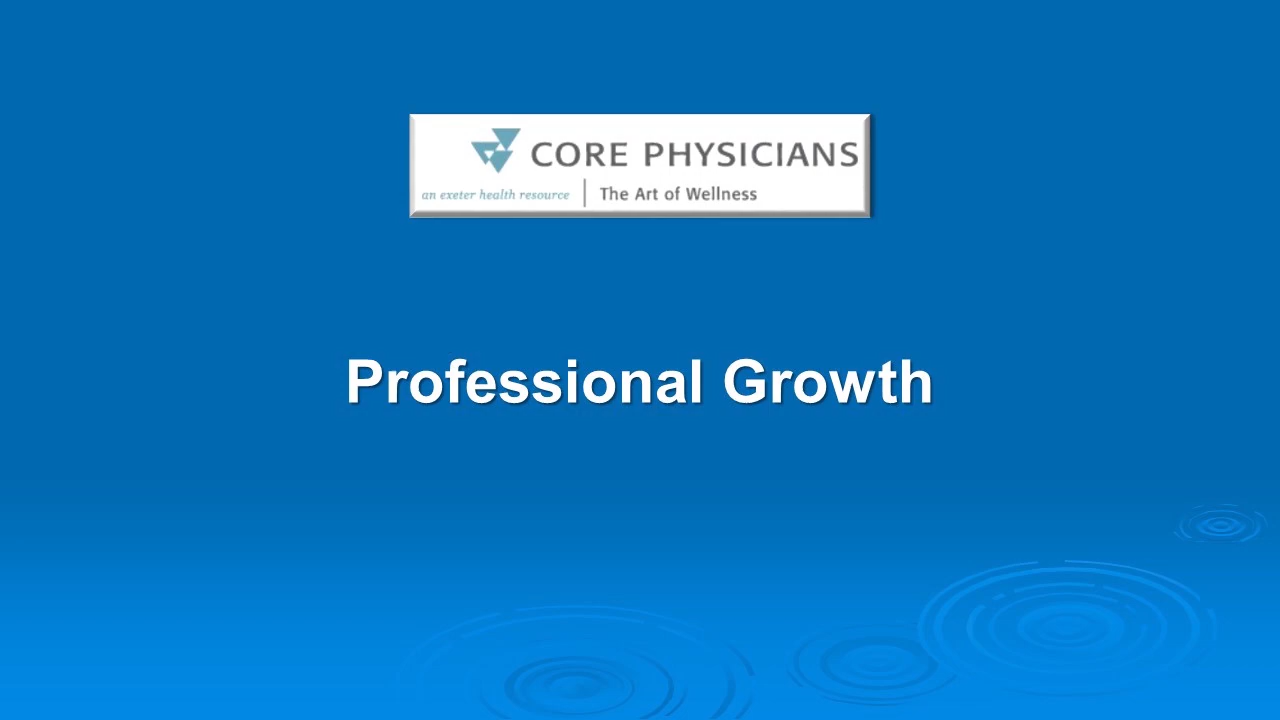 CORE PHYSICIANS
an exeter health resource | The Art of Wellness
Professional Growth